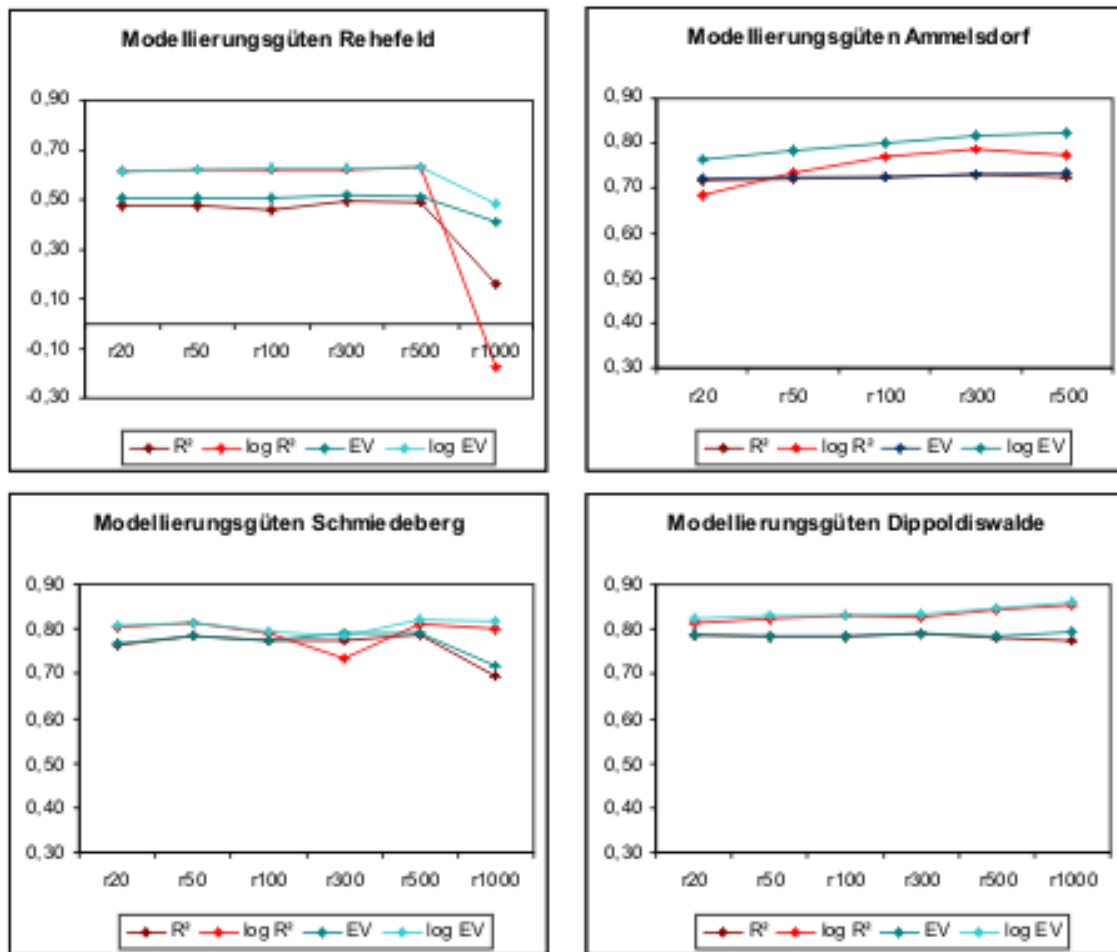 Modellierungsgüten Rehefeld
0,90
0,70
0,50
0,30
0,10
-0,10
-0,30
r20 r50 r100 r300 r500 r1000
R² log R² EV log EV
Modellierungsgüten Ammelsdorf
0,90
0,80
0,70
0,60
0,50
0,40
0,30
r20 r50 r100 r300 r500
R² log R² EV log EV
Modellierungsgüten Schmiedeberg
0,90
0,80
0,70
0,60
0,50
0,40
0,30
r20 r50 r100 r300 r500 r1000
R² log R² EV log EV
Modellierungsgüten Dippoldiswalde
0,90
0,80
0,70
0,60
0,50
0,40
0,30
r20 r50 r100 r300 r500 r1000
R² log R² EV log EV